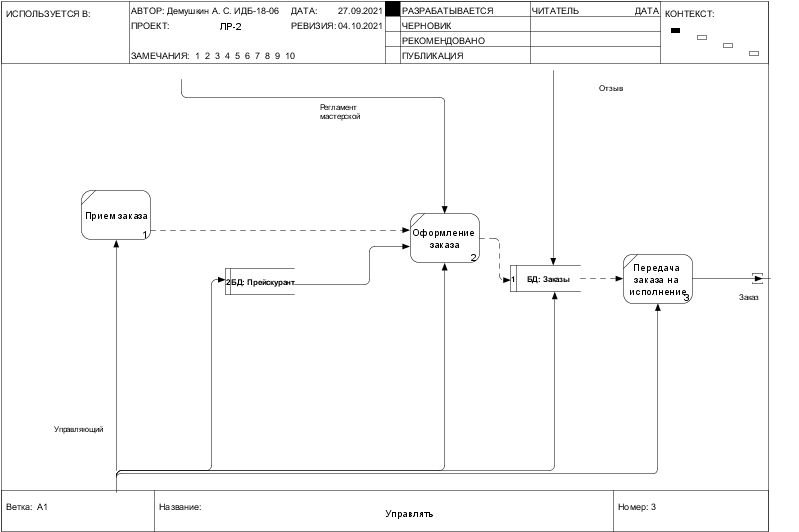 ИСПОЛЬЗУЕТСЯ В:
АВТОР: Демушкин А. С. ИДБ-18-06
ДАТА: 27.09.2021
ПРОЕКТ: ЛР-2
РЕВИЗИЯ: 04.10.2021
ЗАМЕЧАНИЯ: 1 2 3 4 5 6 7 8 9 10
РАЗРАБАТЫВАЕТСЯ
ЧЕРНОВИК
РЕКОМЕНДОВАНО
ПУБЛИКАЦИЯ
ЧИТАТЕЛЬ
ДАТА
КОНТЕКСТ:
Регламент
мастерской
Отзыв
Прием заказа
1
Оформление
заказа
2
2 БД: Прейскурант
1 БД: Заказы
Передача
заказа на
исполнение
3
Заказ
Управляющий
Ветка: A1
Название:
Управлять
Номер: 3